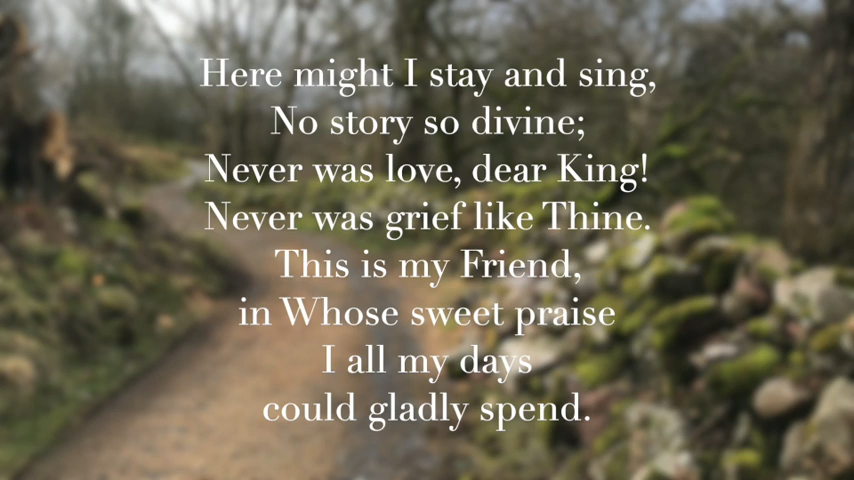 Here might I stay and sing,
No story so divine;
Never was love, dear King!
Never was grief like Thine.
This is my Friend,
in Whose sweet praise
I all my days
could gladly spend.